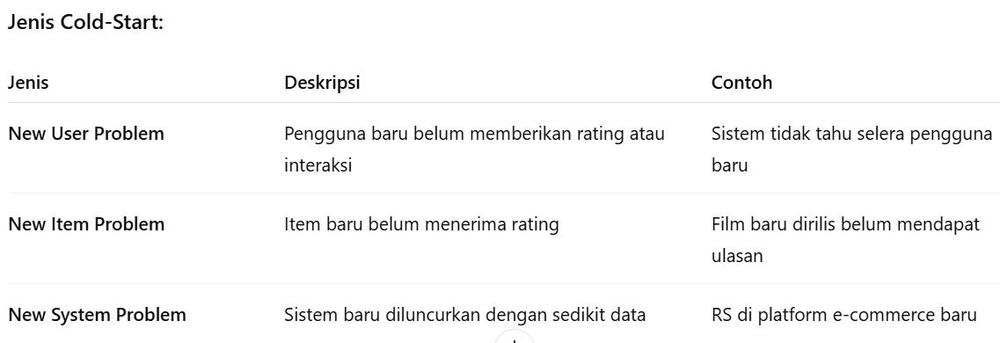 Jenis Cold-Start:
Jenis Deskripsi Contoh
New User Problem Pengguna baru belum memberikan rating atau Sistem tidak tahu selera pengguna
interaksi baru
New Item Problem Item baru belum menerima rating Film baru dirilis belum mendapat
ulasan
New System Problem Sistem baru diluncurkan dengan sedikit data RS di platform e-commerce baru